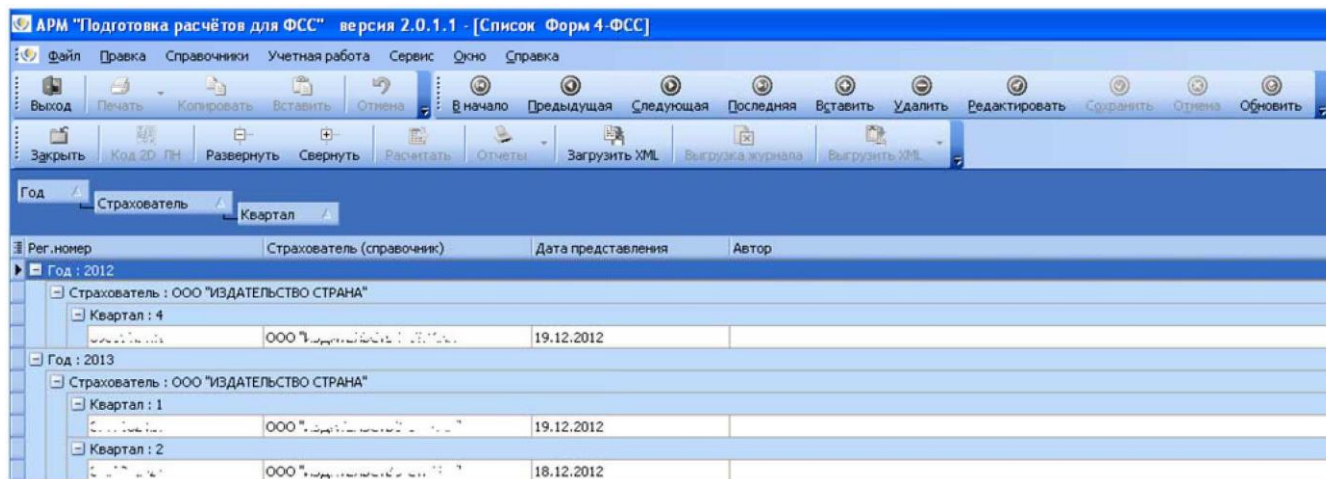 АРМ "Подготовка расчётов для ФСС" версия 2.0.1.1 - [Список Форм 4-ФСС]
Файл Правка Справочники Учетная работа Сервис Окно Справка
Выход Печать Копировать Вставить Отмена В начало Предыдущая Следующая Последняя Вставить Удалить Редактировать Сохранить Отмена Обновить
Закрыть Код 2D ПН Развернуть Свернуть Расчитать Отчеты Загрузить XML Выгрузка журнала Выгрузить XML
Год
Страхователь
Квартал
Рег.номер Страхователь (справочник) Дата представления Автор
Год : 2012
Страхователь : ООО "ИЗДАТЕЛЬСТВО СТРАНА"
Квартал : 4
ООО 19.12.2012
Год : 2013
Страхователь : ООО "ИЗДАТЕЛЬСТВО СТРАНА"
Квартал : 1
ООО 19.12.2012
Квартал : 2
ООО 18.12.2012